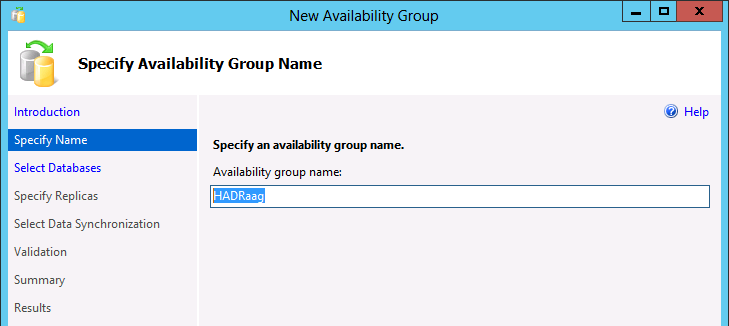 New Availability Group
Specify Availability Group Name
Introduction
Help
Specify Name
Specify an availability group name.
Select Databases
Availability group name:
Specify Replicas
HADRaag
Select Data Synchronization
Validation
Summary
Results